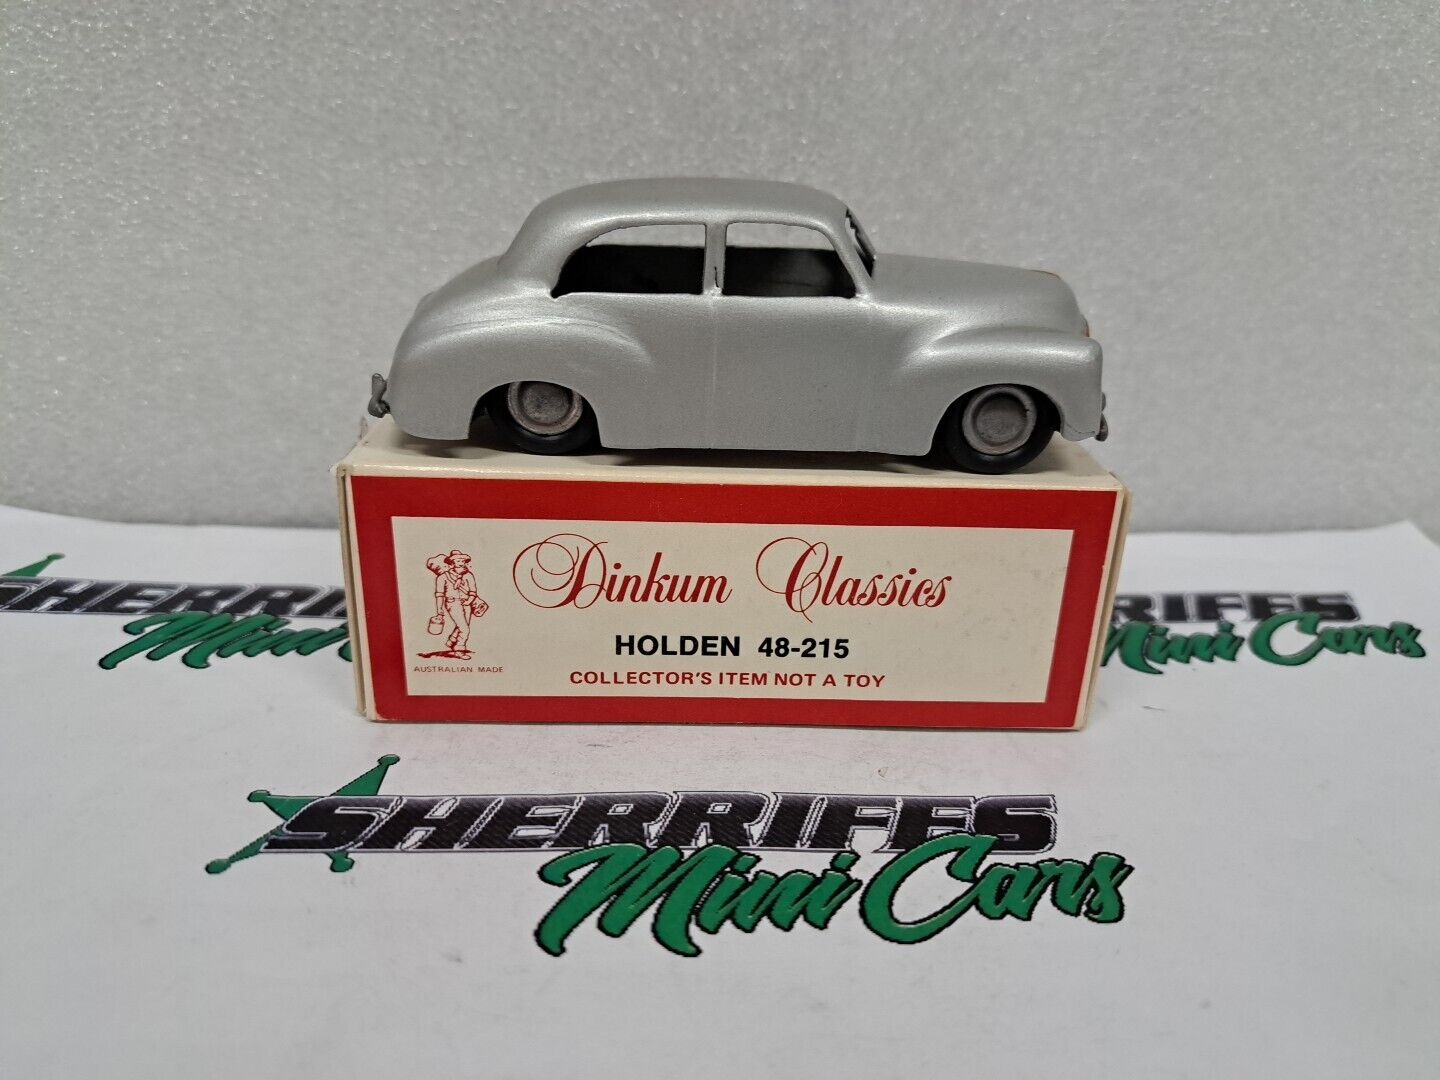 Dinkum Classics
HOLDEN 48-215
AUSTRALIAN MADE
COLLECTOR'S ITEM NOT A TOY
SHERRIFFS
Mini
SHERRIFFS
Mini Cars
SHERRIFFS
Mini Cars